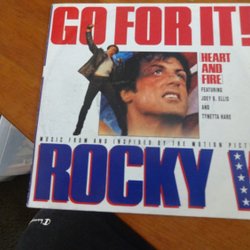 GO FOR IT!
HEART
AND
FIRE
FEATURING
JOEY B. ELLIS
AND
TYNETTA HARE
MUSIC FROM AND INSPIRED BY THE MOTION PICT
ROCKY V